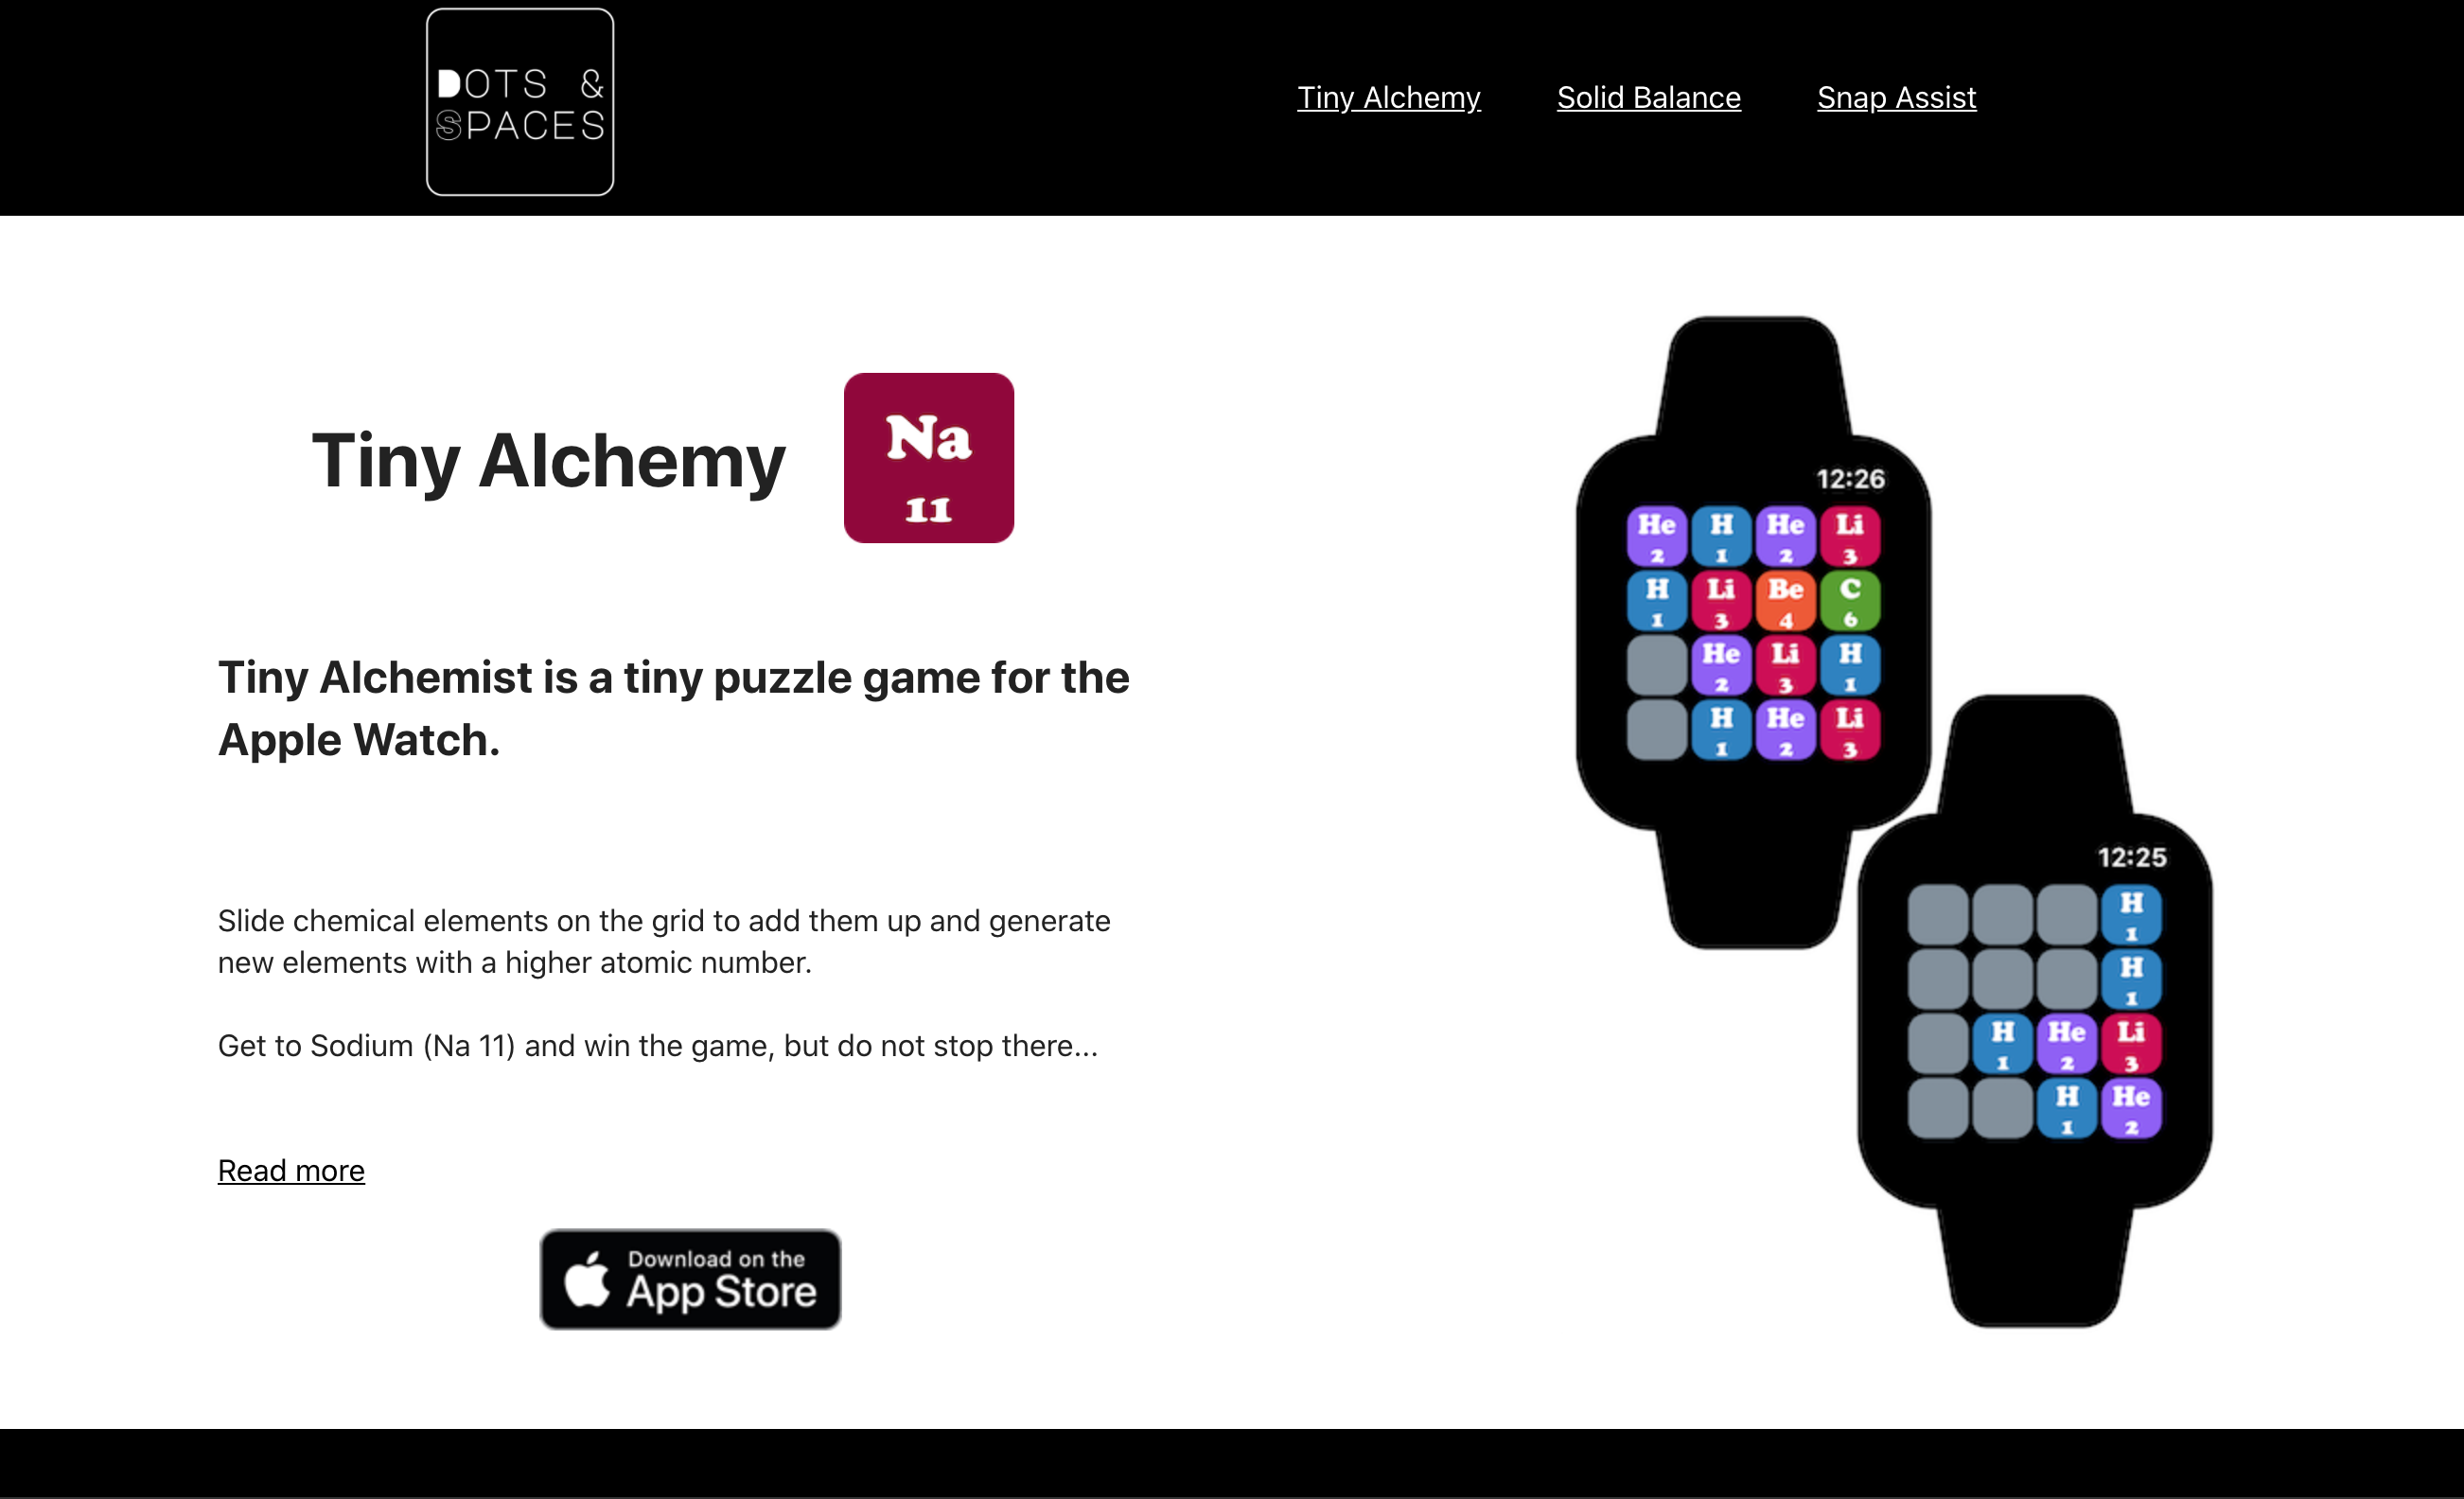 DOTS &
SPACES
Tiny Alchemy
Solid Balance
Snap Assist
Tiny Alchemy
Na
11
Tiny Alchemist is a tiny puzzle game for the
Apple Watch.
Slide chemical elements on the grid to add them up and generate
new elements with a higher atomic number.
Get to Sodium (Na 11) and win the game, but do not stop there...
Read more
Download on the
App Store
12:26
He H He Li
2 1 2 3
H Li Be C
1 3 4 6
He Li H
2 3 1
H He Li
1 2 3
12:25
H
1
H
1
H He Li
1 2 3
H He
1 2